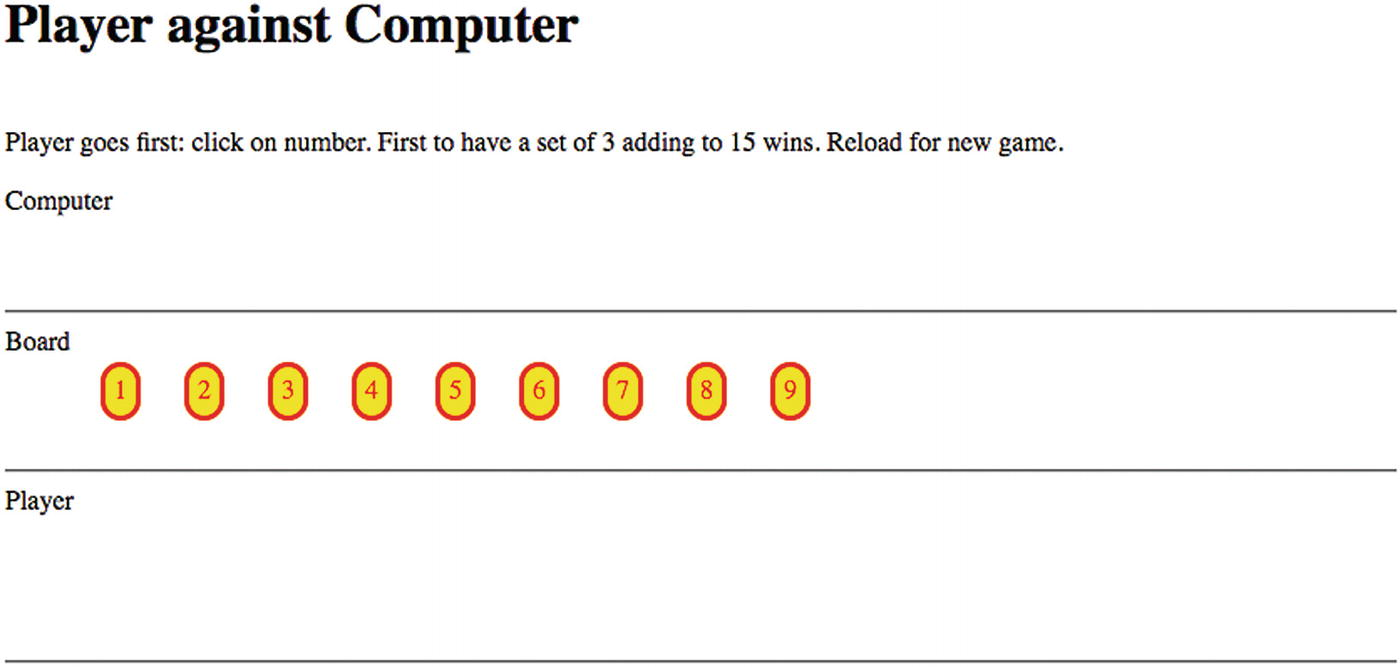 Player against Computer
Player goes first: click on number. First to have a set of 3 adding to 15 wins. Reload for new game.
Computer
Board
1 2 3 4 5 6 7 8 9
Player